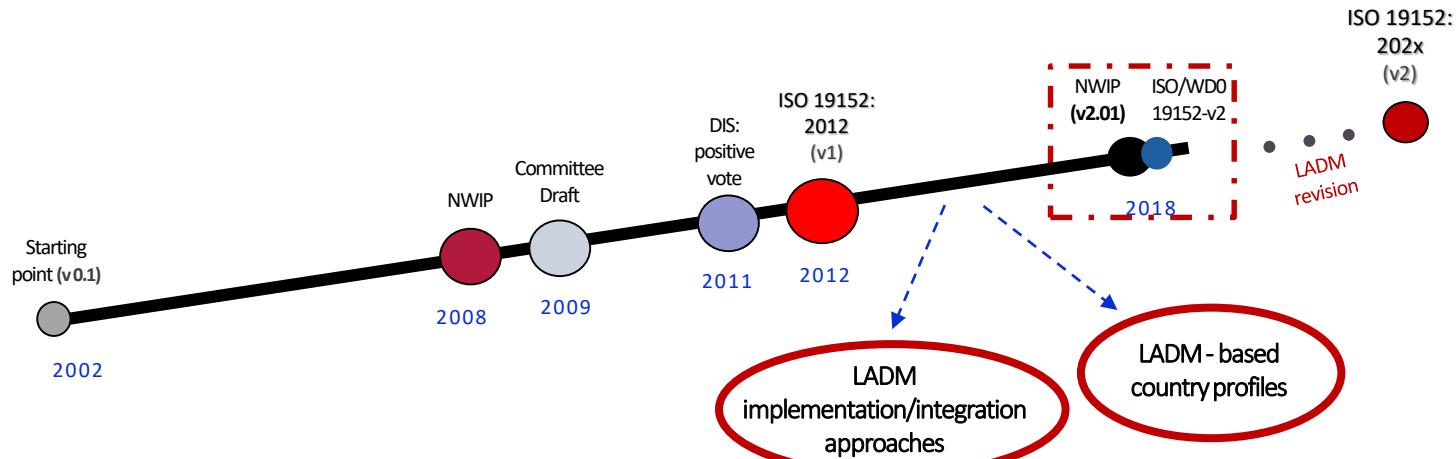 Starting
point (v 0.1)
2002
NWIP
2008
Committee
Draft
2009
DIS:
positive
vote
2011
ISO 19152:
2012
(v1)
2012
NWIP
(v2.01)
ISO/WD0
19152-v2
2018
LADM
revision
ISO 19152:
202x
(v2)
LADM
implementation/integration
approaches
LADM - based
country profiles